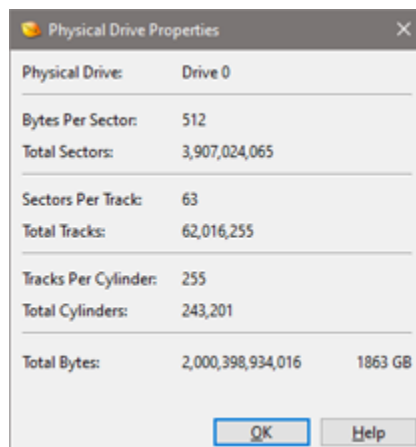 Physical Drive Properties
Physical Drive: Drive 0
Bytes Per Sector: 512
Total Sectors: 3,907,024,065
Sectors Per Track: 63
Total Tracks: 62,016,255
Tracks Per Cylinder: 255
Total Cylinders: 243,201
Total Bytes: 2,000,398,934,016 1863 GB
OK Help